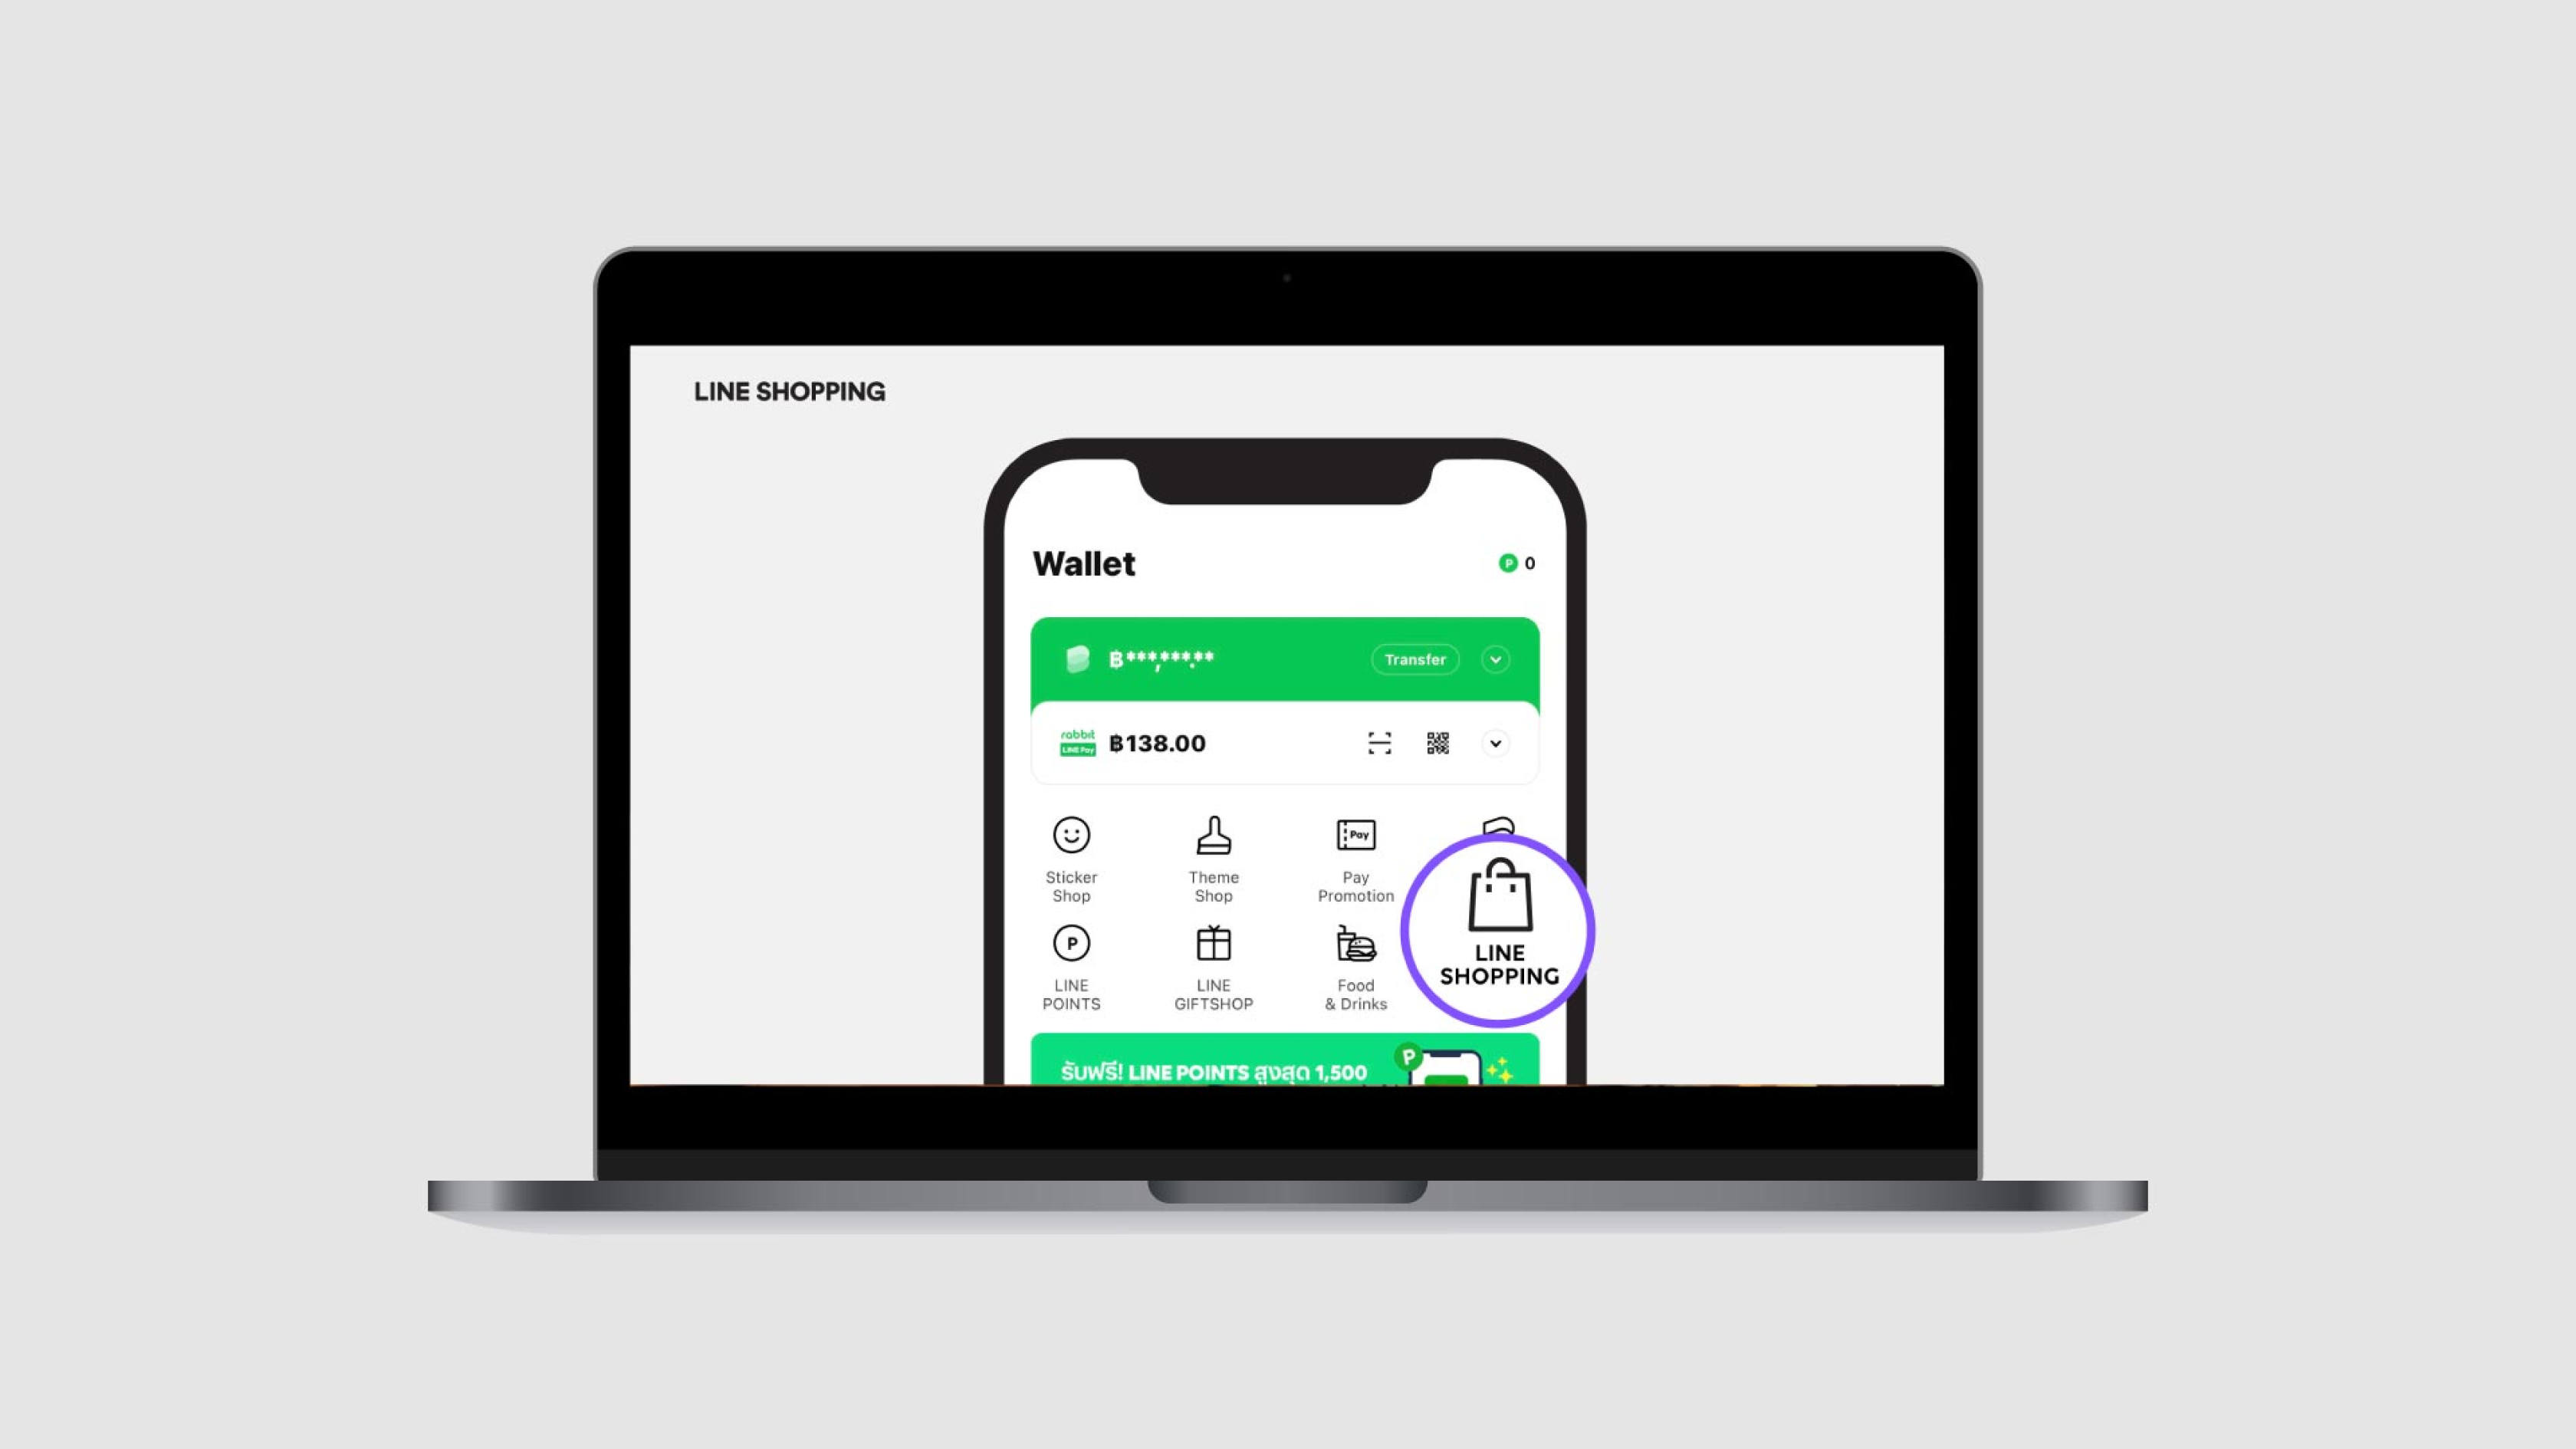 LINE SHOPPING
Wallet
P 0
฿***,***.** Transfer
rabbit
LINE Pay
฿138.00
Pay
Sticker
Shop
Theme
Shop
Pay
Promotion
P
LINE
POINTS
LINE
GIFTSHOP
Food
& Drinks
LINE
SHOPPING
P
รับฟรี! LINE POINTS สูงสุด 1,500